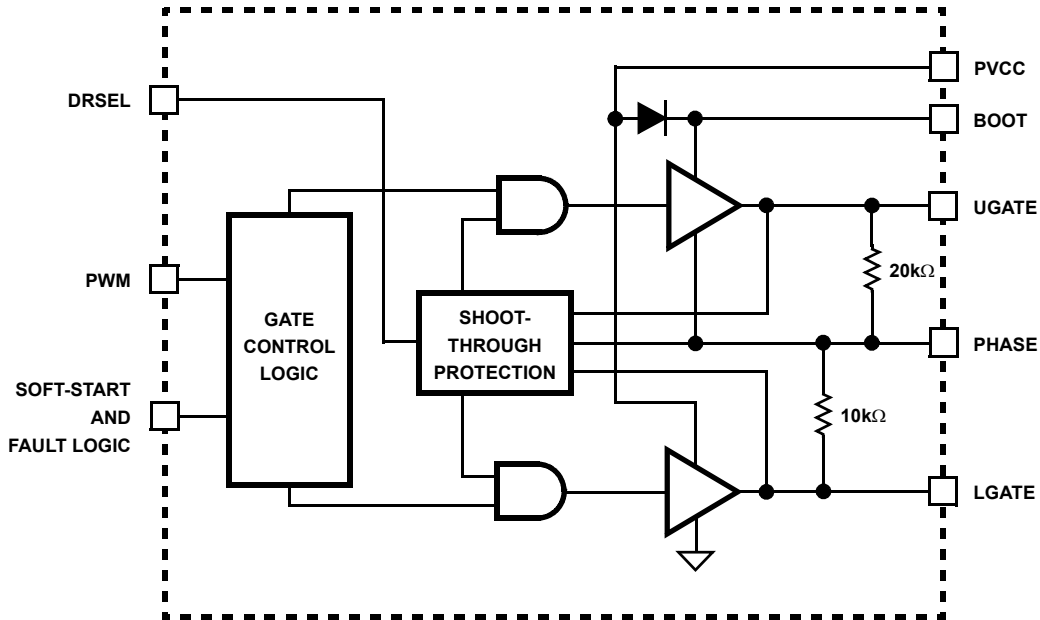 DRSEL
PWM
SOFT-START
AND
FAULT LOGIC
GATE
CONTROL
LOGIC
SHOOT-
THROUGH
PROTECTION
20kΩ
10kΩ
PVCC
BOOT
UGATE
PHASE
LGATE